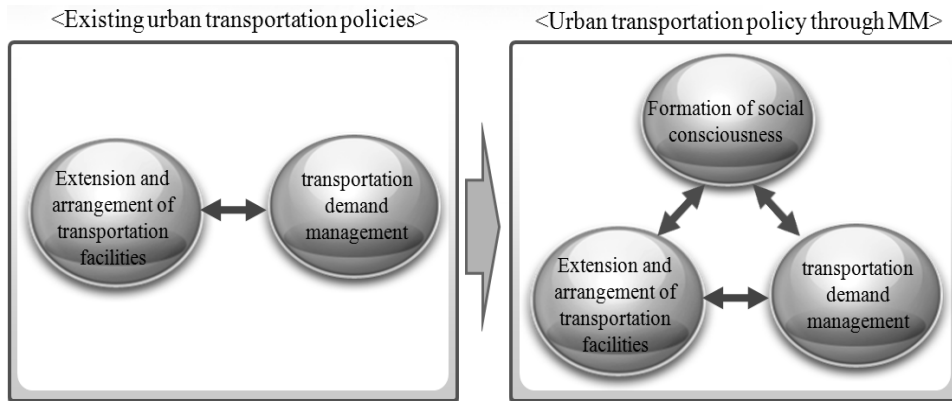 <Existing urban transportation policies>
Extension and
arrangement of
transportation
facilities
transportation
demand
management
<Urban transportation policy through MM>
Formation of social
consciousness
Extension and
arrangement of
transportation
facilities
transportation
demand
management